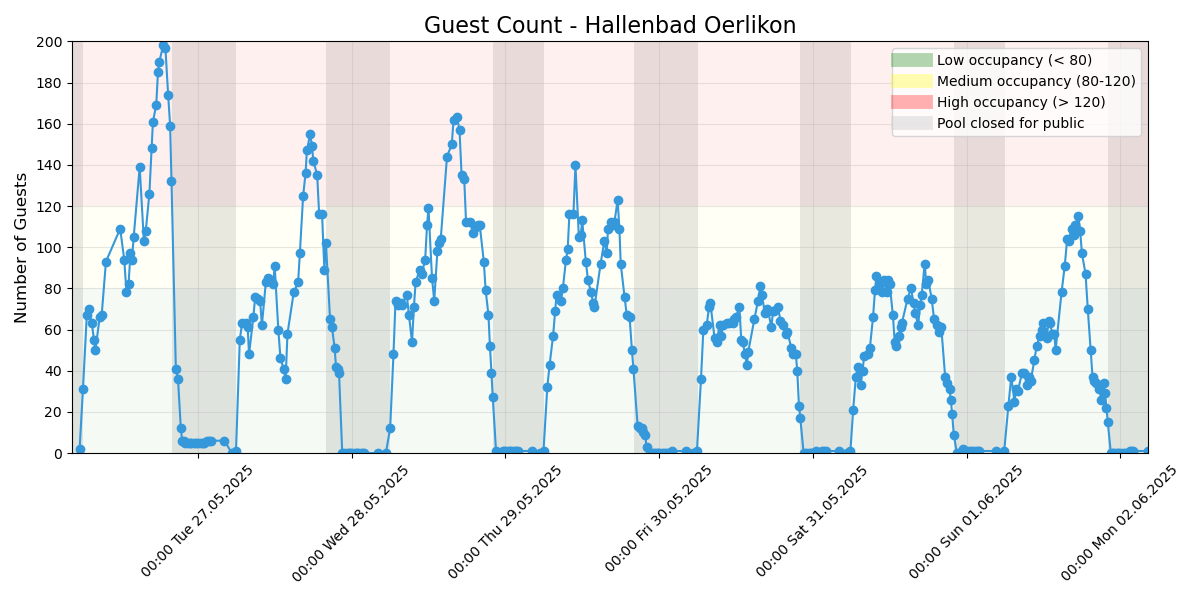 Guest Count - Hallenbad Oerlikon
Number of Guests
200
180
160
140
120
100
80
60
40
20
0
Low occupancy (< 80)
Medium occupancy (80-120)
High occupancy (> 120)
Pool closed for public
00:00 Tue 27.05.2025
00:00 Wed 28.05.2025
00:00 Thu 29.05.2025
00:00 Fri 30.05.2025
00:00 Sat 31.05.2025
00:00 Sun 01.06.2025
00:00 Mon 02.06.2025